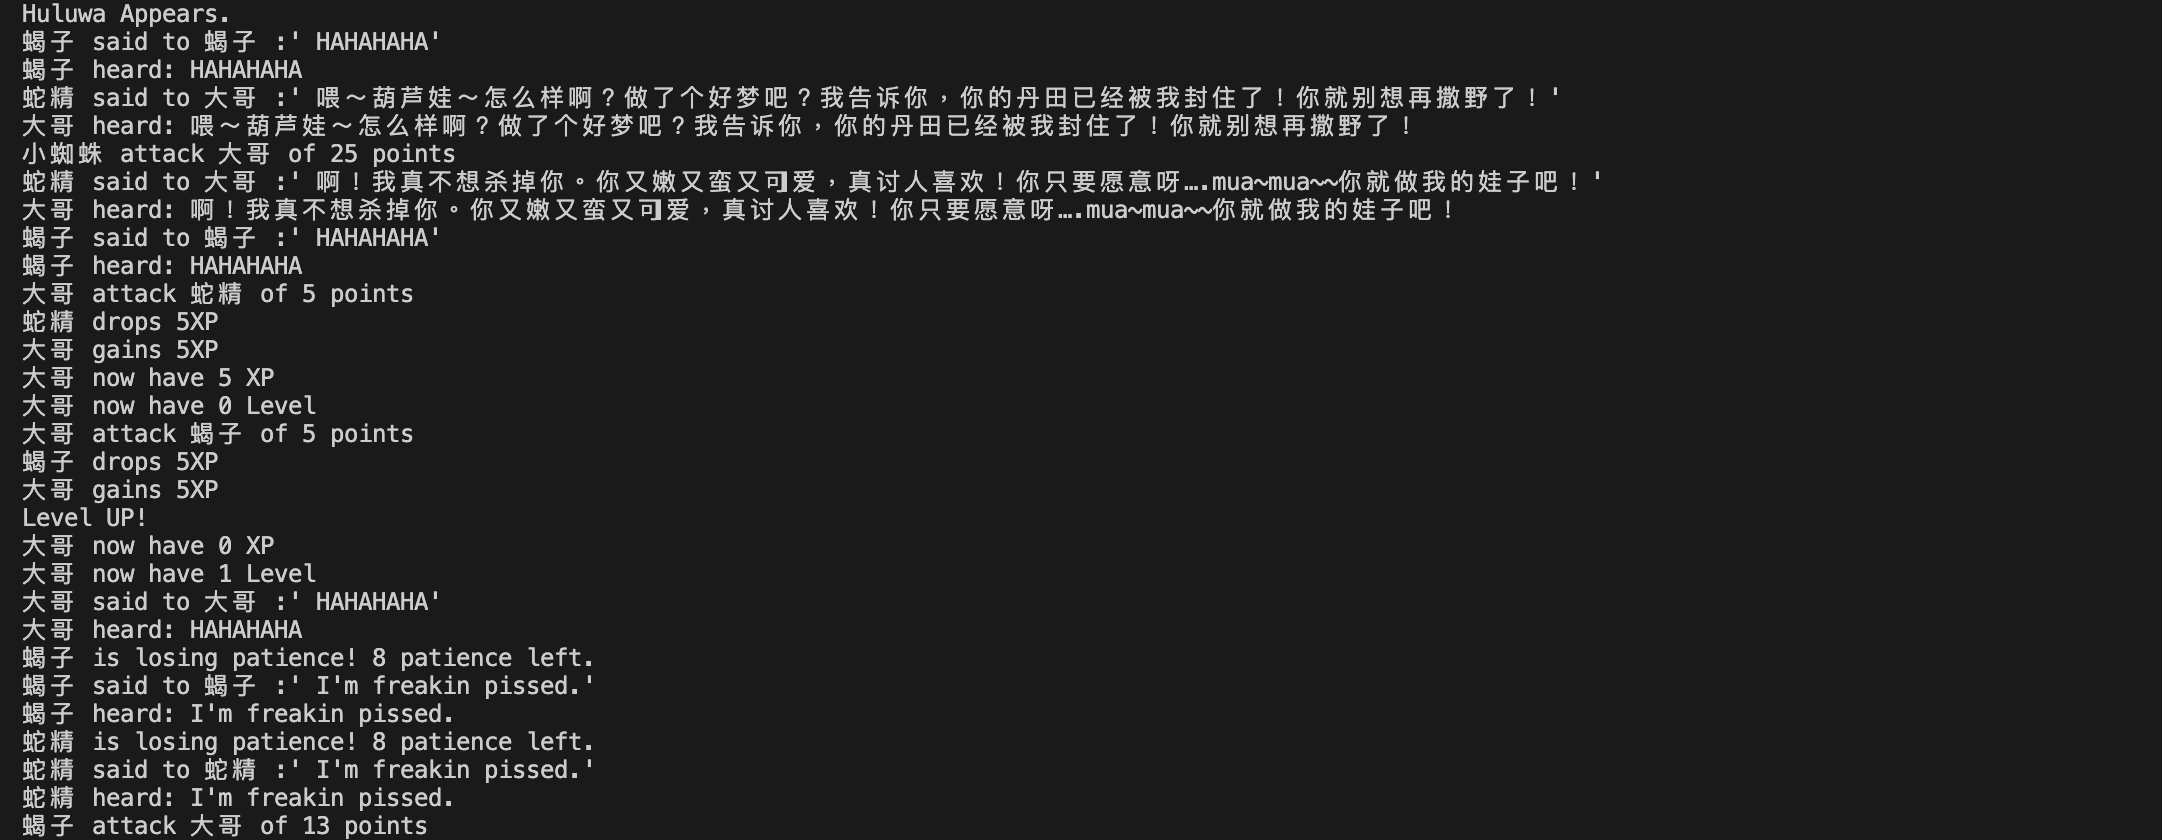 Huluwa Appears.
蝎子 said to 蝎子 :' HAHAHAHA'
蝎子 heard: HAHAHAHA
蛇精 said to 大哥 :' 喂～葫芦娃～怎么样啊？做了个好梦吧？我告诉你，你的丹田已经被我封住了！你就别想再撒野了！'
大哥 heard: 喂～葫芦娃～怎么样啊？做了个好梦吧？我告诉你，你的丹田已经被我封住了！你就别想再撒野了！
小蜘蛛 attack 大哥 of 25 points
蛇精 said to 大哥 :' 啊！我真不想杀掉你。你又嫩又蛮又可爱，真讨人喜欢！你只要愿意呀….mua~mua~~你就做我的娃子吧！'
大哥 heard: 啊！我真不想杀掉你。你又嫩又蛮又可爱，真讨人喜欢！你只要愿意呀….mua~mua~~你就做我的娃子吧！
蝎子 said to 蝎子 :' HAHAHAHA'
蝎子 heard: HAHAHAHA
大哥 attack 蛇精 of 5 points
蛇精 drops 5XP
大哥 gains 5XP
大哥 now have 5 XP
大哥 now have 0 Level
大哥 attack 蝎子 of 5 points
蝎子 drops 5XP
大哥 gains 5XP
Level UP!
大哥 now have 0 XP
大哥 now have 1 Level
大哥 said to 大哥 :' HAHAHAHA'
大哥 heard: HAHAHAHA
蝎子 is losing patience! 8 patience left.
蝎子 said to 蝎子 :' I'm freakin pissed.'
蝎子 heard: I'm freakin pissed.
蛇精 is losing patience! 8 patience left.
蛇精 said to 蛇精 :' I'm freakin pissed.'
蛇精 heard: I'm freakin pissed.
蝎子 attack 大哥 of 13 points